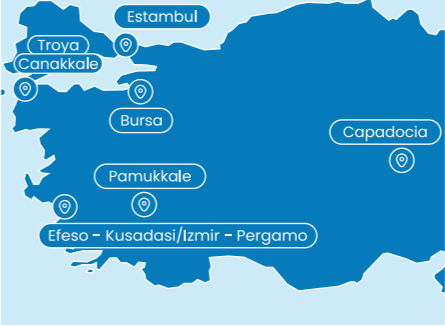 Estambul
Troya
Canakkale
Bursa
Capadocia
Pamukkale
Efeso - Kusadasi/Izmir - Pergamo